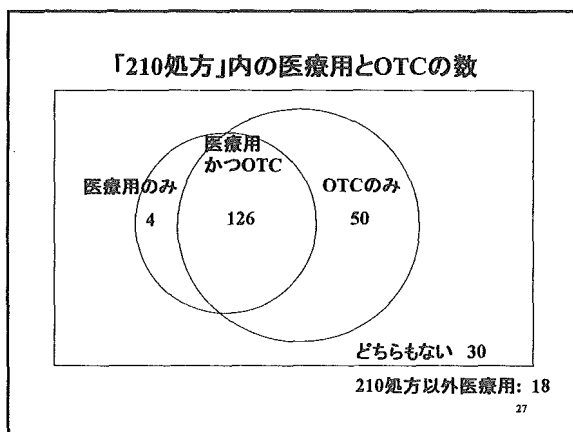 「210処方」内の医療用とOTCの数
医療用
かつOTC
医療用のみ
OTCのみ
4
126
50
どちらもない 30
210処方以外医療用: 18
27